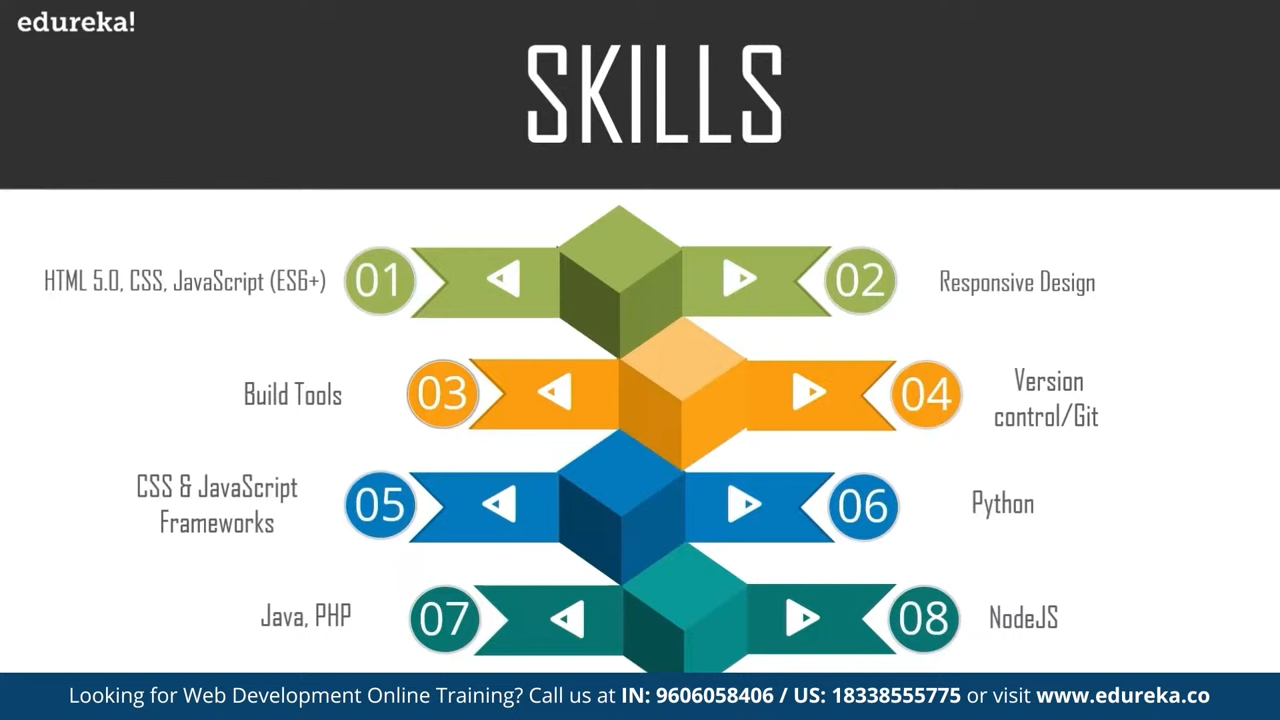 edureka!
SKILLS
HTML 5.0, CSS, JavaScript (ES6+)
01
02
Responsive Design
Build Tools
03
04
Version
control/Git
CSS & JavaScript
Frameworks
05
06
Python
Java, PHP
07
08
NodeJS
Looking for Web Development Online Training? Call us at IN: 9606058406 / US: 18338555775 or visit www.edureka.co